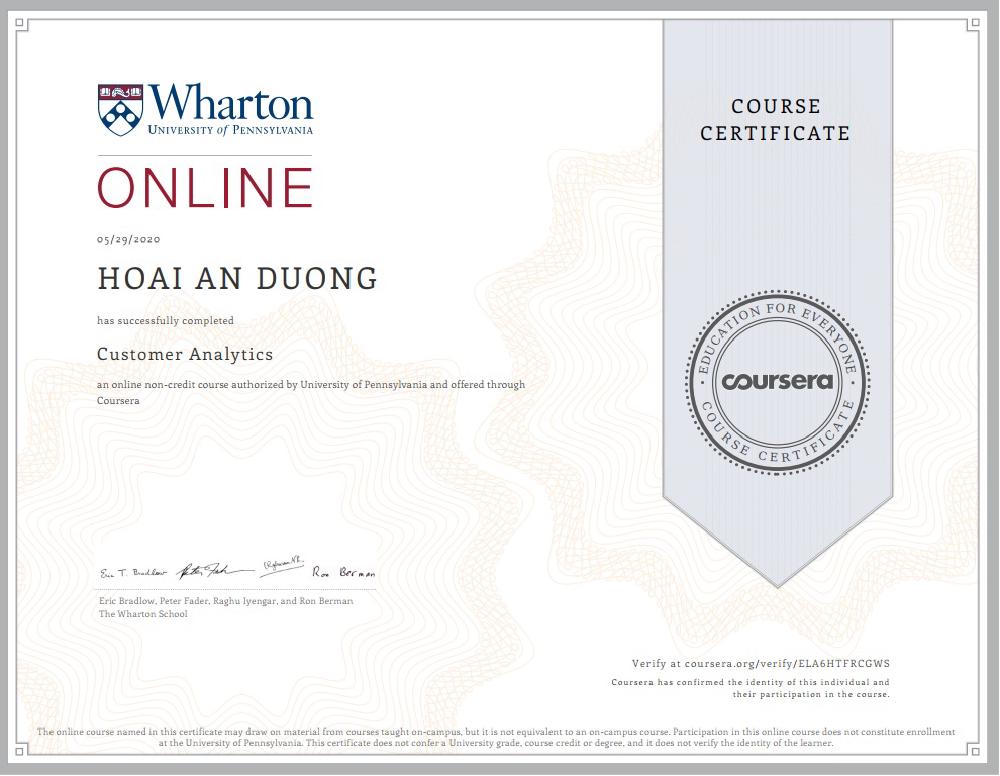 Wharton
UNIVERSITY of PENNSYLVANIA
ONLINE
05/29/2020
HOAI AN DUONG
has successfully completed
Customer Analytics
an online non-credit course authorized by University of Pennsylvania and offered through
Coursera
Eric T. Bradlow Peter Fader Ron Berman
Eric Bradlow, Peter Fader, Raghu Iyengar, and Ron Berman
The Wharton School
COURSE
CERTIFICATE
EDUCATION FOR EVERYONE
coursera
COURSE CERTIFICATE
Verify at coursera.org/verify/ELA6HTFRCGWS
Coursera has confirmed the identity of this individual and
their participation in the course.
The online course named in this certificate may draw on material from courses taught on-campus, but it is not equivalent to an on-campus course. Participation in this online course does not constitute enrollment
at the University of Pennsylvania. This certificate does not confer a University grade, course credit or degree, and it does not verify the identity of the learner.